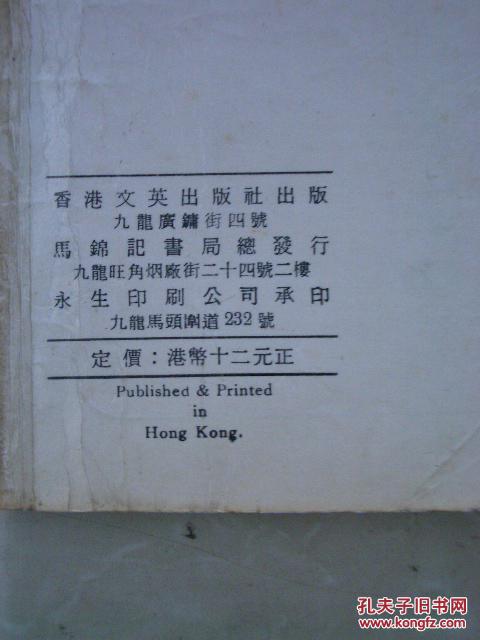 香港文英出版社出版
九龍廣鏞街四號
馬錦記書局總發行
九龍旺角烟廠街二十四號二樓
永生印刷公司承印
九龍馬頭圍道232號
定價：港幣十二元正
Published & Printed
in
Hong Kong.
孔夫子旧书网
KONGFZ.COM